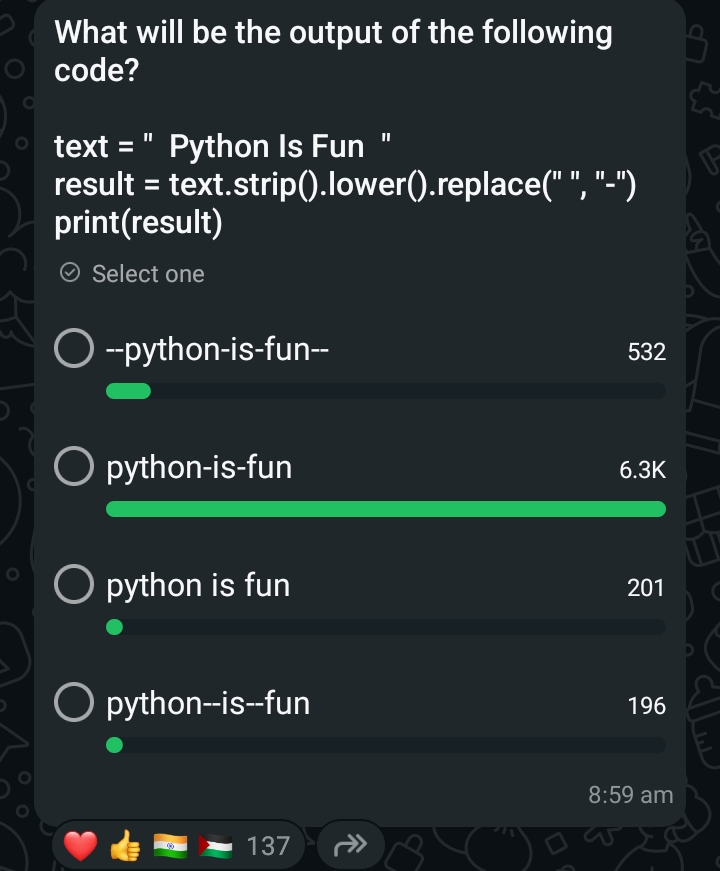 What will be the output of the following
code?
text = "  Python Is Fun  "
result = text.strip().lower().replace(" ", "-")
print(result)
Select one
--python-is-fun--
532
python-is-fun
6.3K
python is fun
201
python--is--fun
196
8:59 am
137